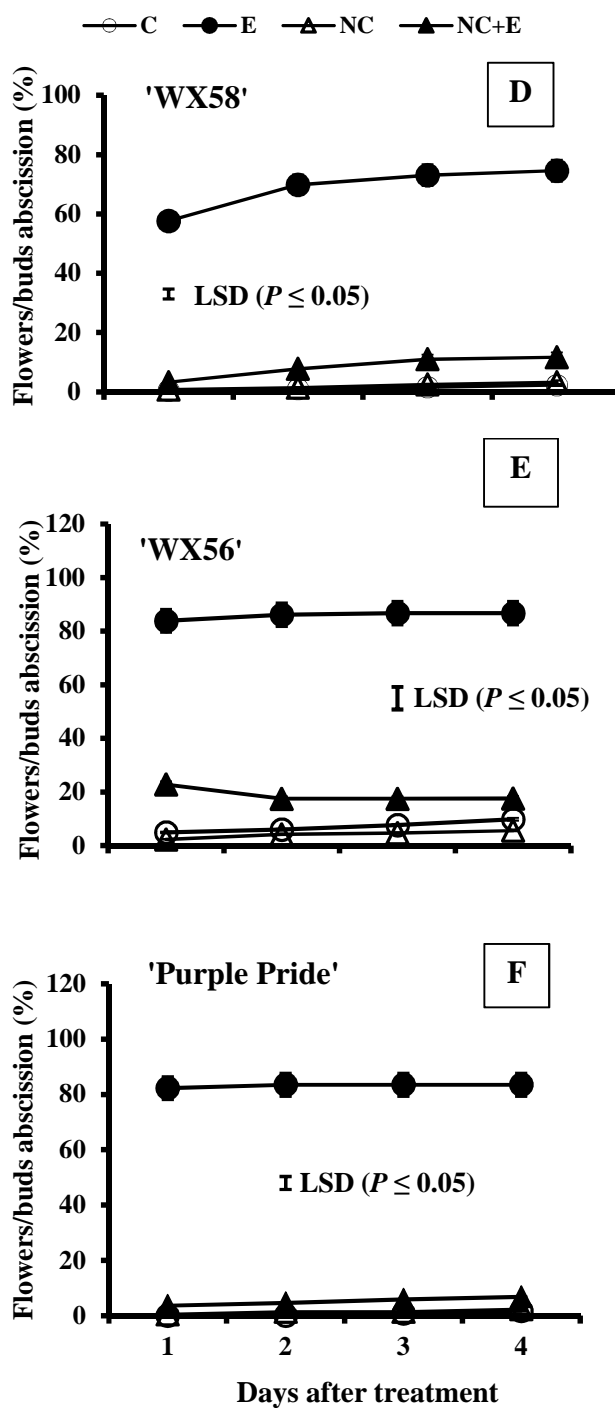 C E NC NC+E
'WX58'
D
Flowers/buds abscission (%)
100
80
60
40
20
0
LSD (P ≤ 0.05)
E
'WX56'
Flowers/buds abscission (%)
120
100
80
60
40
20
0
LSD (P ≤ 0.05)
'Purple Pride'
F
Flowers/buds abscission (%)
120
100
80
60
40
20
0
LSD (P ≤ 0.05)
1 2 3 4
Days after treatment